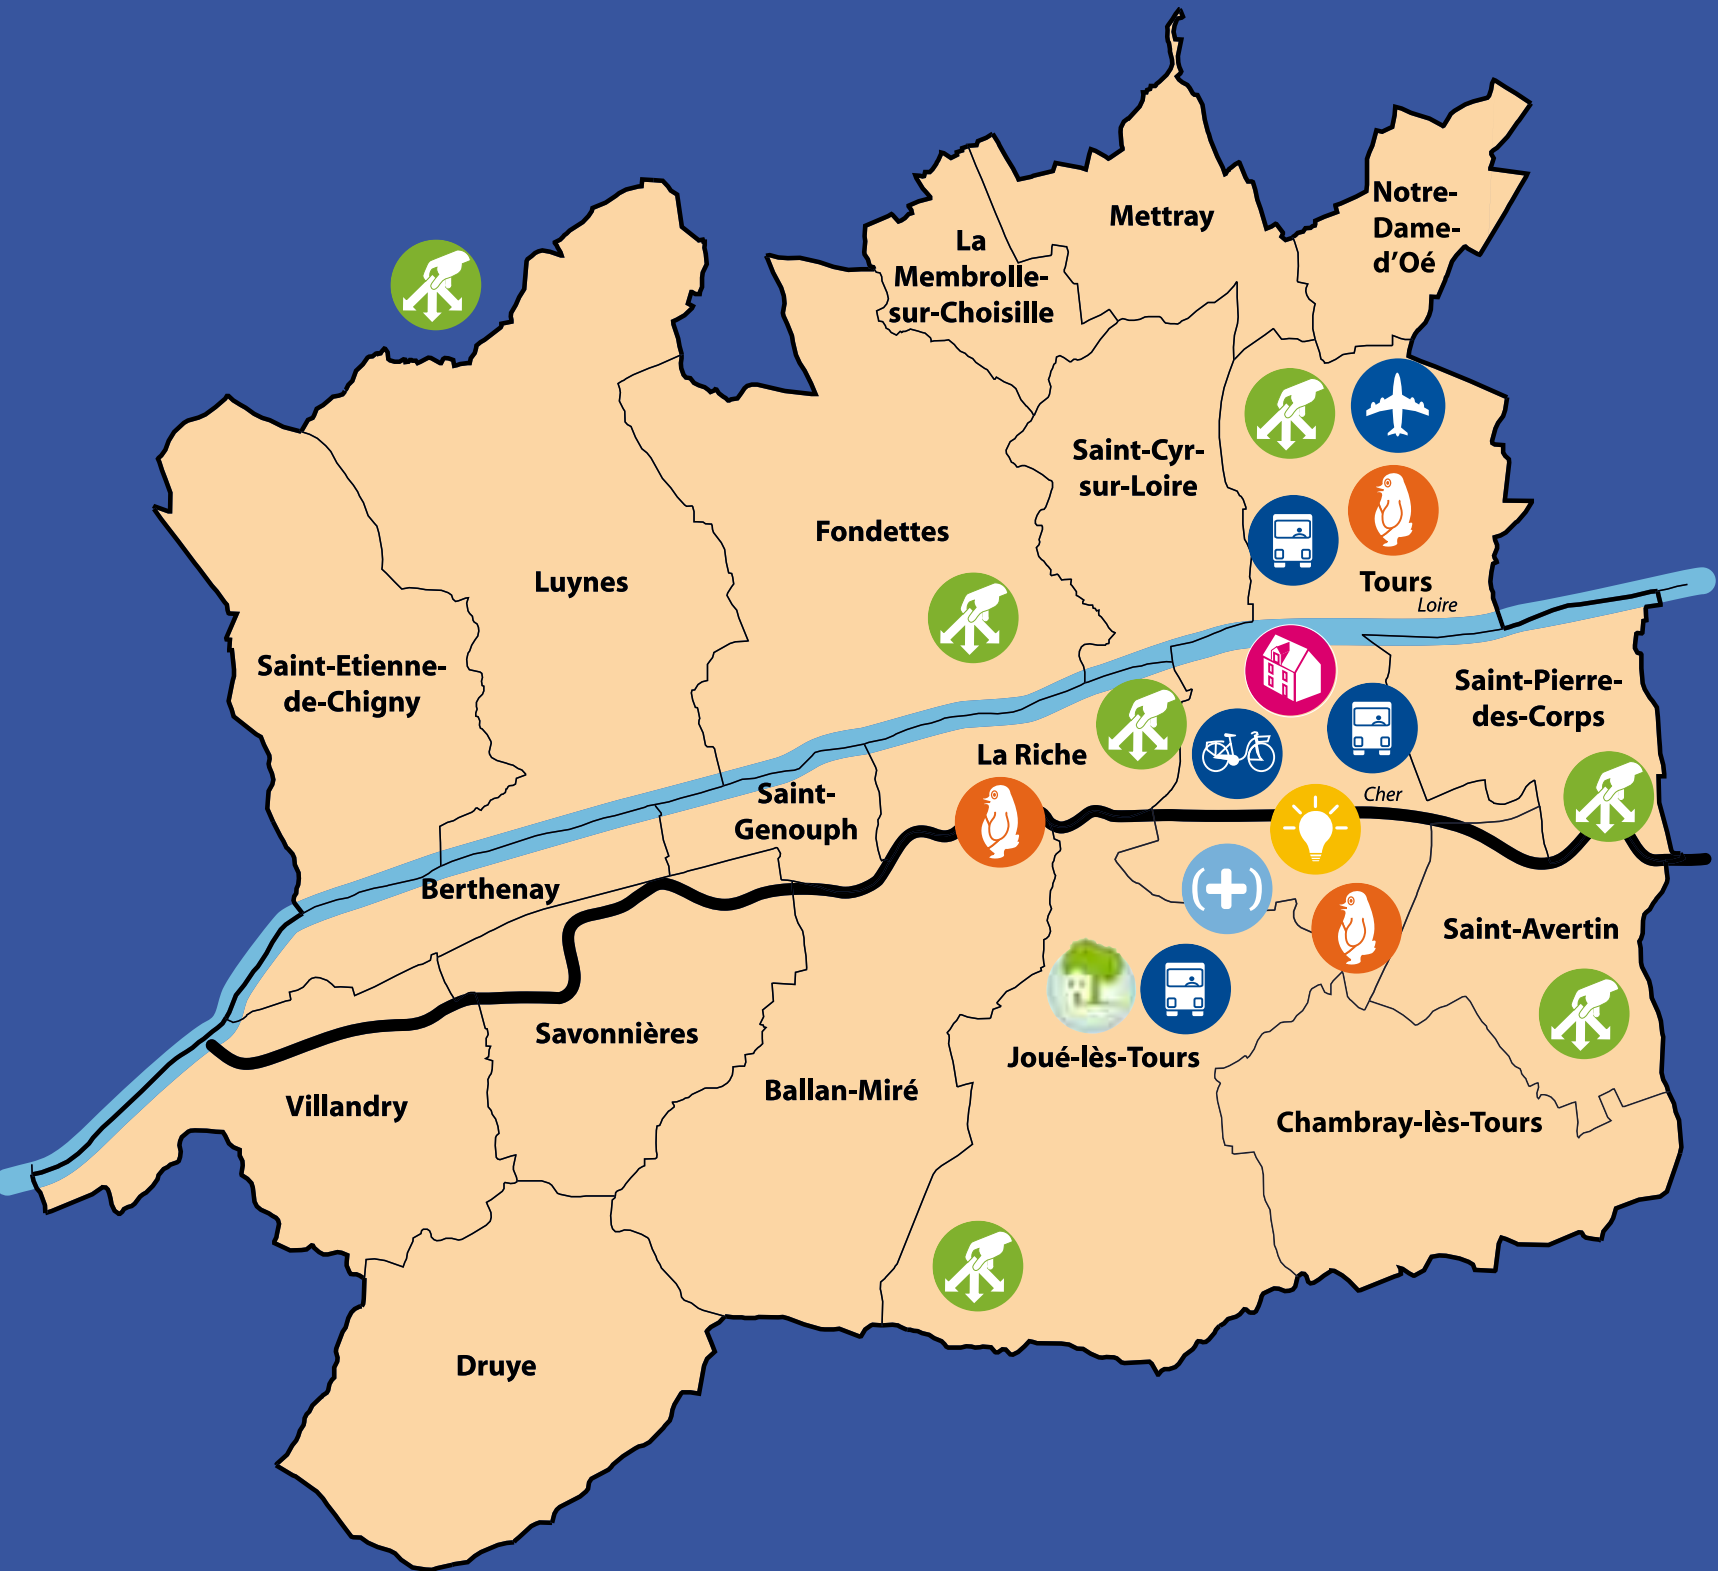 Notre-
Dame-
d'Oé
Mettray
La
Membrolle-
sur-Choisille
Saint-Cyr-
sur-Loire
Fondettes
Luynes
Tours
Loire
Saint-Etienne-
de-Chigny
Saint-Pierre-
des-Corps
La Riche
Cher
Saint-
Genouph
Berthenay
Saint-Avertin
Savonnières
Joué-lès-Tours
Ballan-Miré
Villandry
Chambray-lès-Tours
Druye